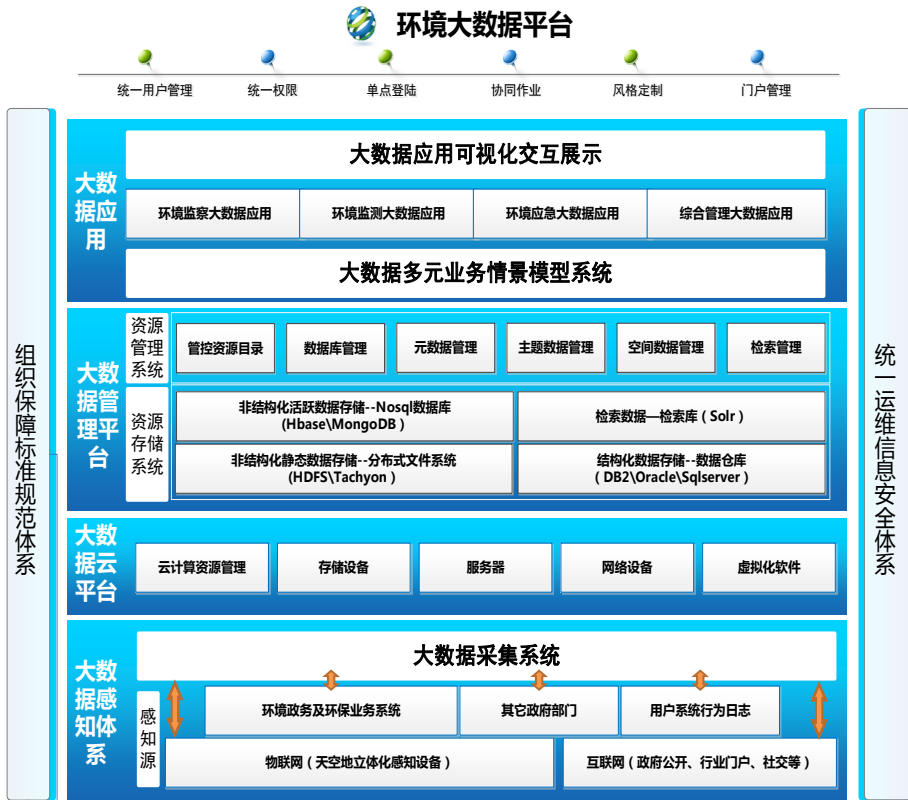 环境大数据平台
统一用户管理
统一权限
单点登陆
协同作业
风格定制
门户管理
组织保障标准规范体系
大数
据应
用
大数据应用可视化交互展示
环境监察大数据应用
环境监测大数据应用
环境应急大数据应用
综合管理大数据应用
大数据多元业务情景模型系统
大数
据管
理平
台
资源
管理
系统
管控资源目录
数据库管理
元数据管理
主题数据管理
空间数据管理
检索管理
资源
存储
系统
非结构化活跃数据存储--Nosql数据库
(Hbase\MongoDB）
检索数据—检索库（Solr）
非结构化静态数据存储--分布式文件系统
(HDFS\Tachyon）
结构化数据存储--数据仓库
（DB2\Oracle\Sqlserver）
大数
据云
平台
云计算资源管理
存储设备
服务器
网络设备
虚拟化软件
大数
据感
知体
系
大数据采集系统
感
知
源
环境政务及环保业务系统
其它政府部门
用户系统行为日志
物联网（天空地立体化感知设备）
互联网（政府公开、行业门户、社交等）
统一运维信息安全体系